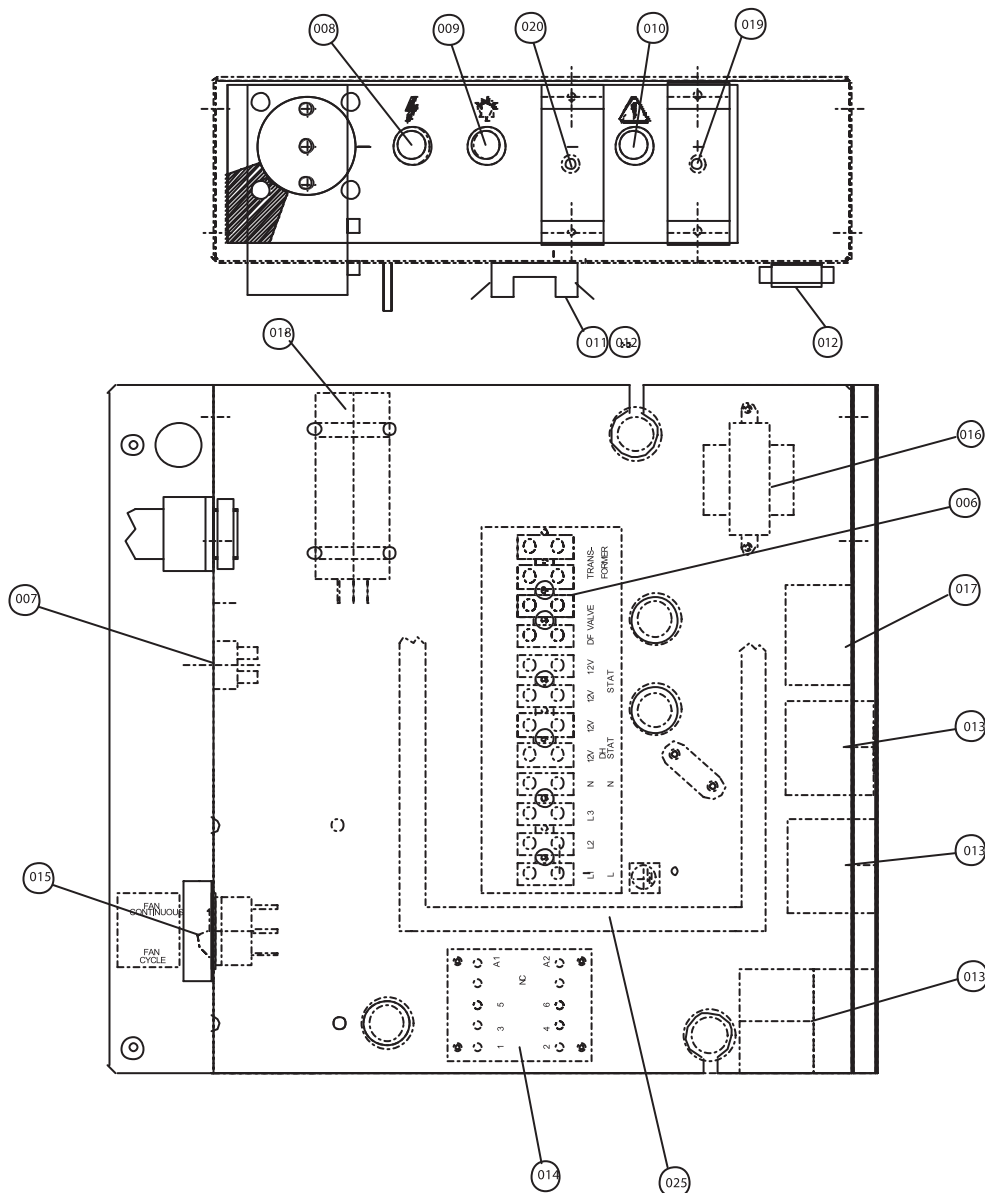 008
009
020
010
019
018
011
012
012
016
006
007
017
013
TRANS-
FORMER
DF VALVE
12V
12V
STAT
12V
12V
DH
STAT
N
N
L3
L2
L1
L
013
015
FAN
CONTINUOUS
FAN
CYCLE
A1
A2
NC
5
6
3
4
1
2
013
014
025